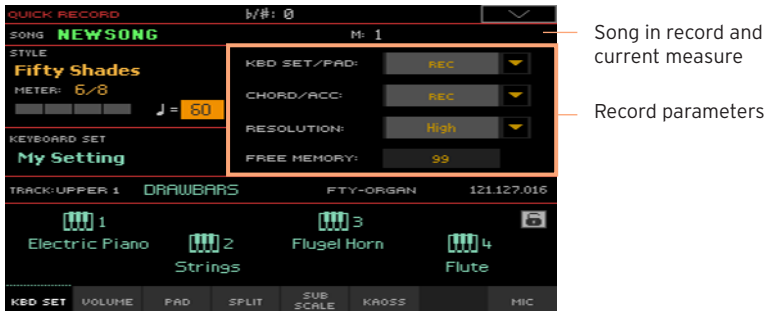 QUICK RECORD b/#: 0
SONG NEWSONG M: 1
STYLE
Fifty Shades
METER: 6/8
♩ = 60
KBD SET/PAD: REC
CHORD/ACC: REC
RESOLUTION: High
FREE MEMORY: 99
KEYBOARD SET
My Setting
TRACK:UPPER 1 DRAWBARS FTY-ORGAN 121.127.016
1
Electric Piano
2
Strings
3
Flugel Horn
4
Flute
KBD SET VOLUME PAD SPLIT SUB SCALE KAOSS MIC
Song in record and
current measure
Record parameters